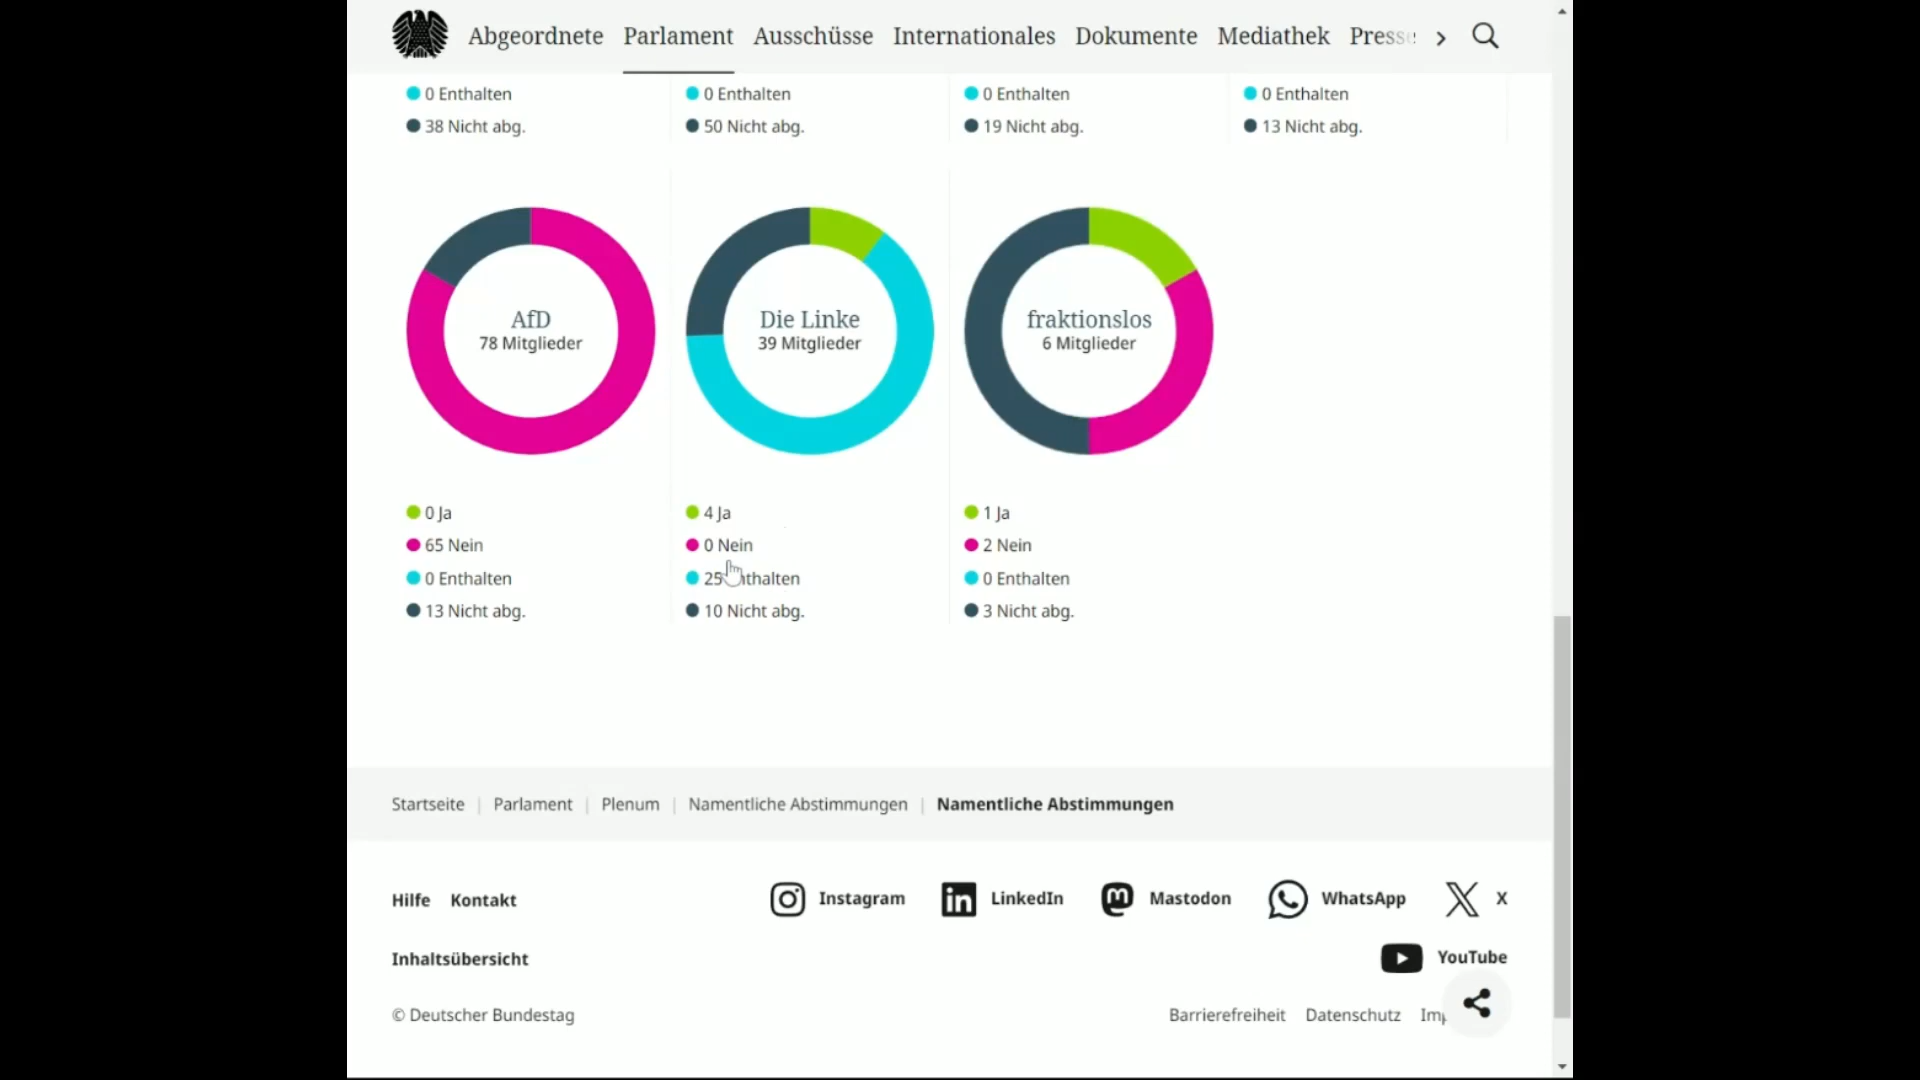 Abgeordnete Parlament Ausschüsse Internationales Dokumente Mediathek Presse
0 Enthalten 0 Enthalten 0 Enthalten 0 Enthalten
38 Nicht abg. 50 Nicht abg. 19 Nicht abg. 13 Nicht abg.
AfD Die Linke fraktionslos
78 Mitglieder 39 Mitglieder 6 Mitglieder
0 Ja 4 Ja 1 Ja
65 Nein 0 Nein 2 Nein
0 Enthalten 25 Enthalten 0 Enthalten
13 Nicht abg. 10 Nicht abg. 3 Nicht abg.
Startseite | Parlament | Plenum | Namentliche Abstimmungen | Namentliche Abstimmungen
Hilfe Kontakt Instagram LinkedIn Mastodon WhatsApp X
Inhaltsübersicht YouTube
© Deutscher Bundestag Barrierefreiheit Datenschutz